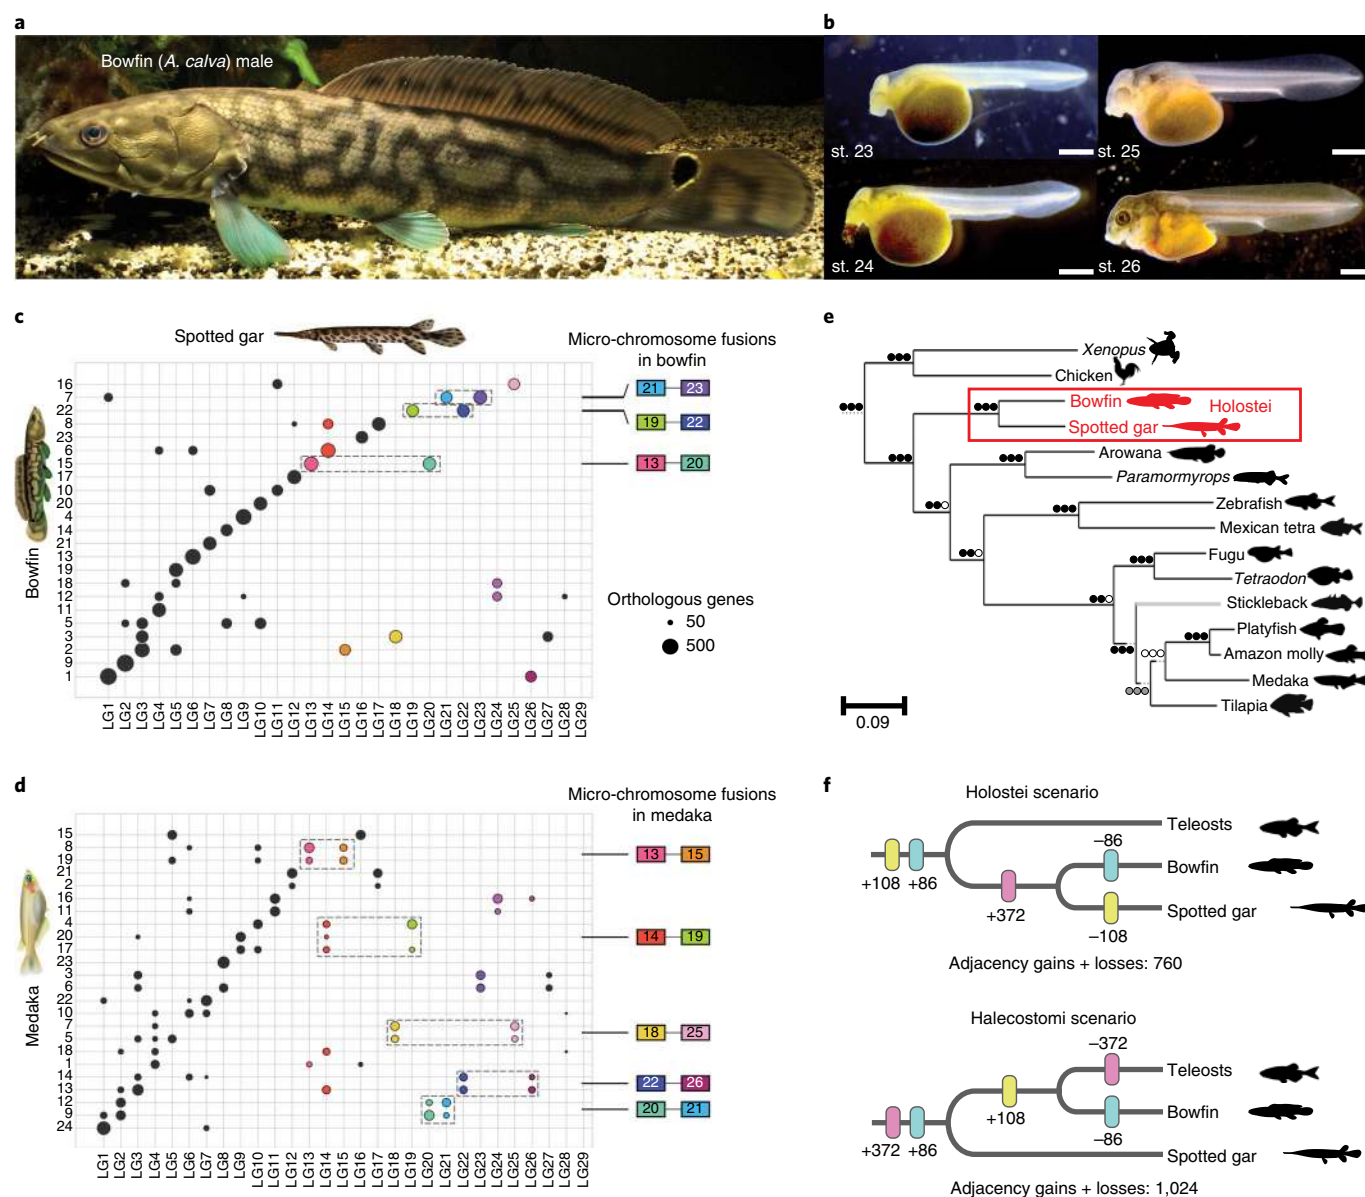 a
Bowfin (A. calva) male
b
st. 23
st. 25
st. 24
st. 26
c
Spotted gar
Micro-chromosome fusions
in bowfin
Bowfin
16
7
22
8
23
6
15
17
10
20
4
14
21
13
19
18
12
11
5
3
2
9
1
21 23
19 22
13 20
Orthologous genes
50
500
LG1 LG2 LG3 LG4 LG5 LG6 LG7 LG8 LG9 LG10 LG11 LG12 LG13 LG14 LG15 LG16 LG17 LG18 LG19 LG20 LG21 LG22 LG23 LG24 LG25 LG26 LG27 LG28 LG29
e
Xenopus
Chicken
Bowfin
Holostei
Spotted gar
Arowana
Paramormyrops
Zebrafish
Mexican tetra
Fugu
Tetraodon
Stickleback
Platyfish
Amazon molly
Medaka
Tilapia
0.09
d
Micro-chromosome fusions
in medaka
Medaka
15
8
19
21
2
16
11
4
20
17
23
3
6
22
10
7
5
18
1
14
13
12
9
24
13 15
14 19
18 25
22 26
20 21
LG1 LG2 LG3 LG4 LG5 LG6 LG7 LG8 LG9 LG10 LG11 LG12 LG13 LG14 LG15 LG16 LG17 LG18 LG19 LG20 LG21 LG22 LG23 LG24 LG25 LG26 LG27 LG28 LG29
f
Holostei scenario
Teleosts
−86
Bowfin
+108 +86
+372
Spotted gar
−108
Adjacency gains + losses: 760
Halecostomi scenario
−372
Teleosts
+108
Bowfin
−86
+372 +86
Spotted gar
Adjacency gains + losses: 1,024